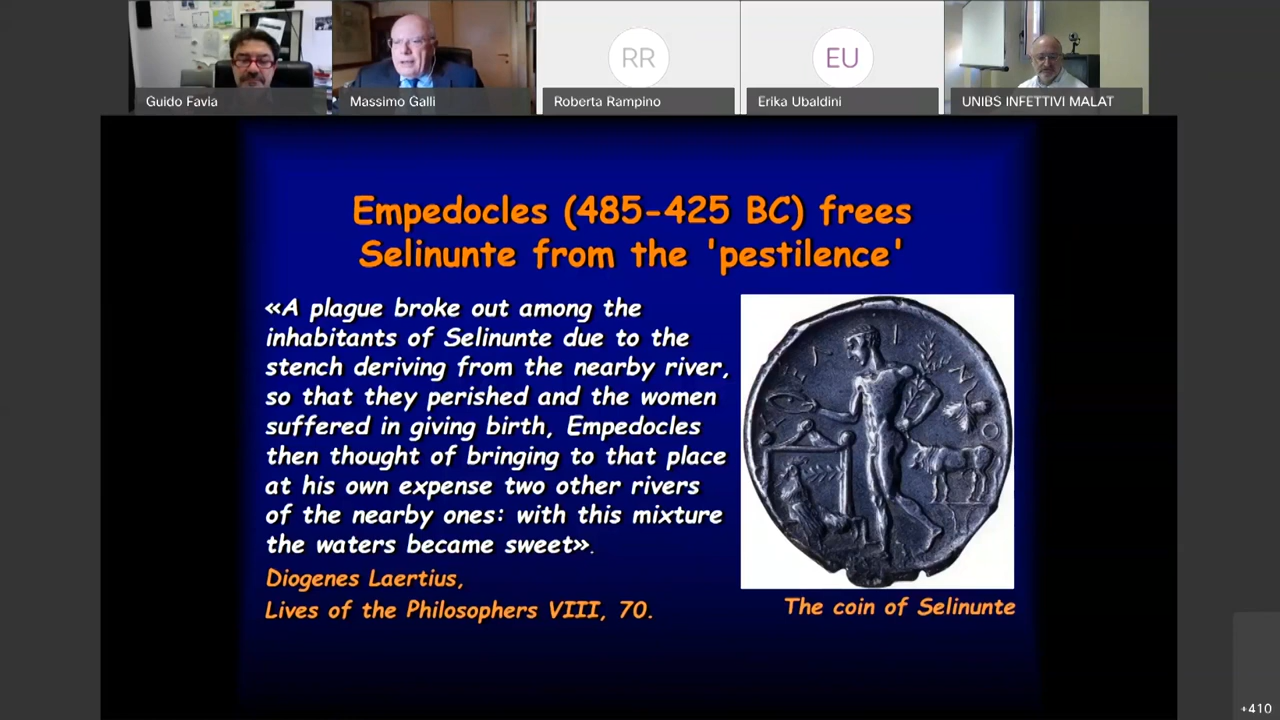 Guido Favia
Massimo Galli
RR
Roberta Rampino
EU
Erika Ubaldini
UNIBS INFETTIVI MALAT
Empedocles (485-425 BC) frees
Selinunte from the 'pestilence'
«A plague broke out among the
inhabitants of Selinunte due to the
stench deriving from the nearby river,
so that they perished and the women
suffered in giving birth, Empedocles
then thought of bringing to that place
at his own expense two other rivers
of the nearby ones: with this mixture
the waters became sweet».
Diogenes Laertius,
Lives of the Philosophers VIII, 70.
The coin of Selinunte
+410